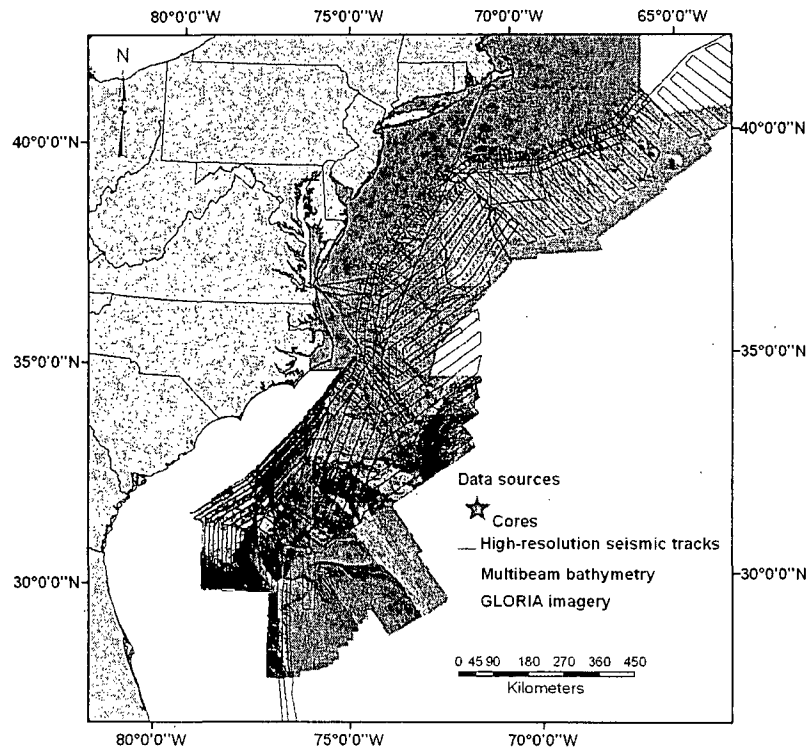 80°0'0"W 75°0'0"W 70°0'0"W 65°0'0"W
N
40°0'0"N 40°0'0"N
35°0'0"N 35°0'0"N
Data sources
Cores
High-resolution seismic tracks
30°0'0"N 30°0'0"N
Multibeam bathymetry
GLORIA imagery
0 45 90 180 270 360 450
Kilometers
80°0'0"W 75°0'0"W 70°0'0"W